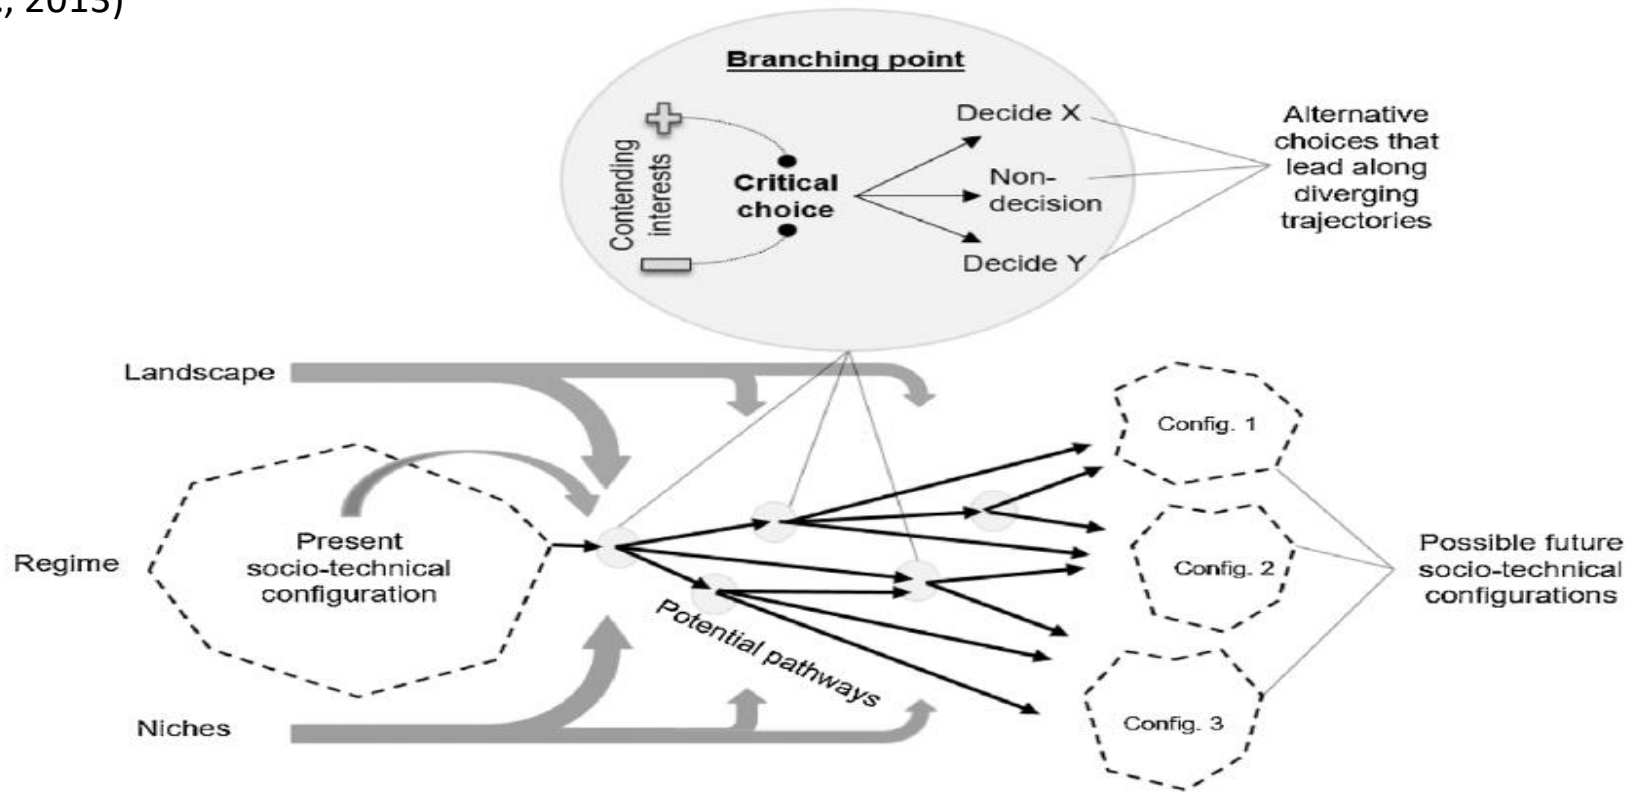 ., 2013)
Branching point
Decide X
Contending
interests
Critical
choice
Non-
decision
Decide Y
Alternative
choices that
lead along
diverging
trajectories
Landscape
Regime
Present
socio-technical
configuration
Niches
Potential pathways
Config. 1
Config. 2
Config. 3
Possible future
socio-technical
configurations